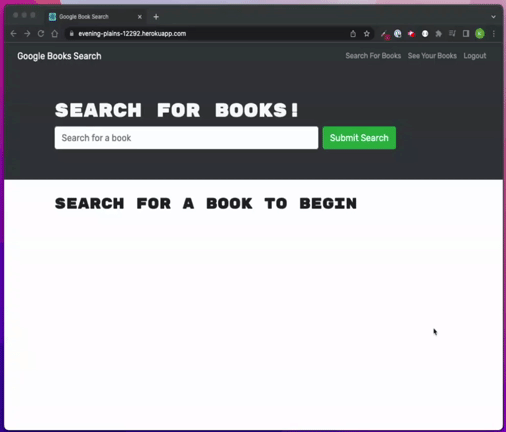 Google Book Search
evening-plains-12292.herokuapp.com
Google Books Search
Search For Books See Your Books Logout
SEARCH FOR BOOKS!
Search for a book
Submit Search
SEARCH FOR A BOOK TO BEGIN